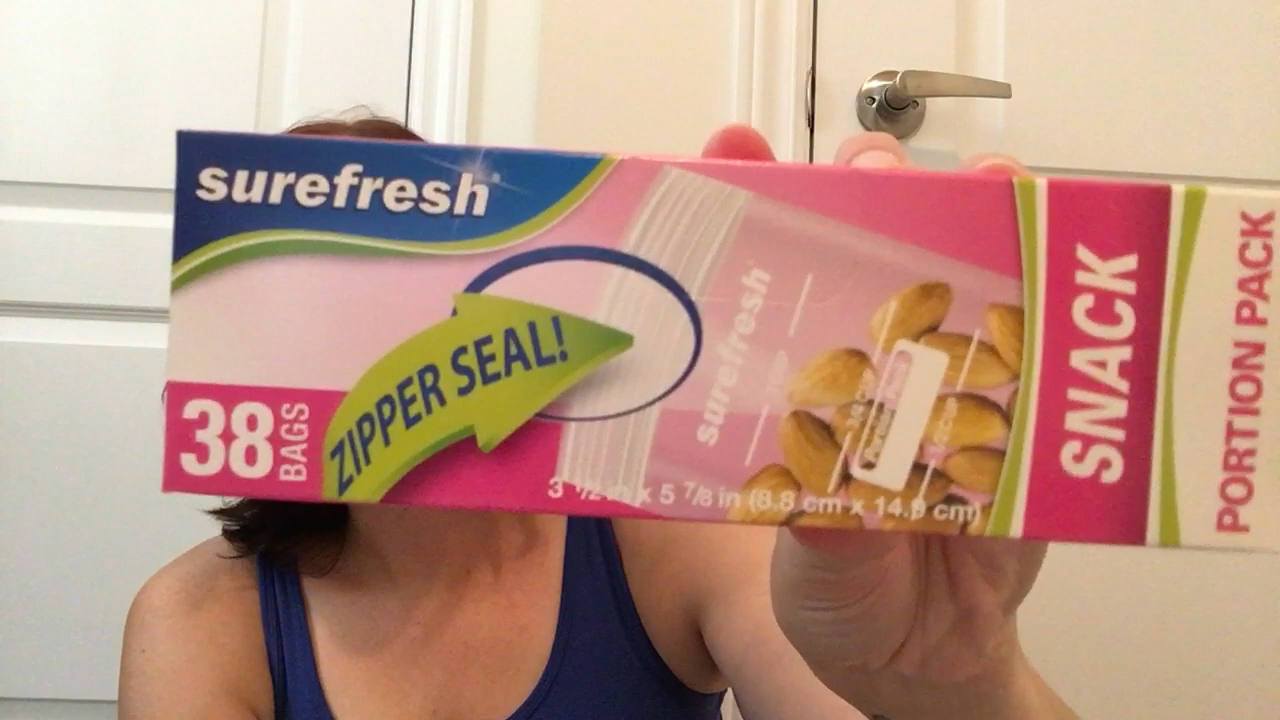 surefresh
38 BAGS
ZIPPER SEAL!
surefresh
3 1/2 in x 5 7/8 in (8.8 cm x 14.9 cm)
SNACK
PORTION PACK